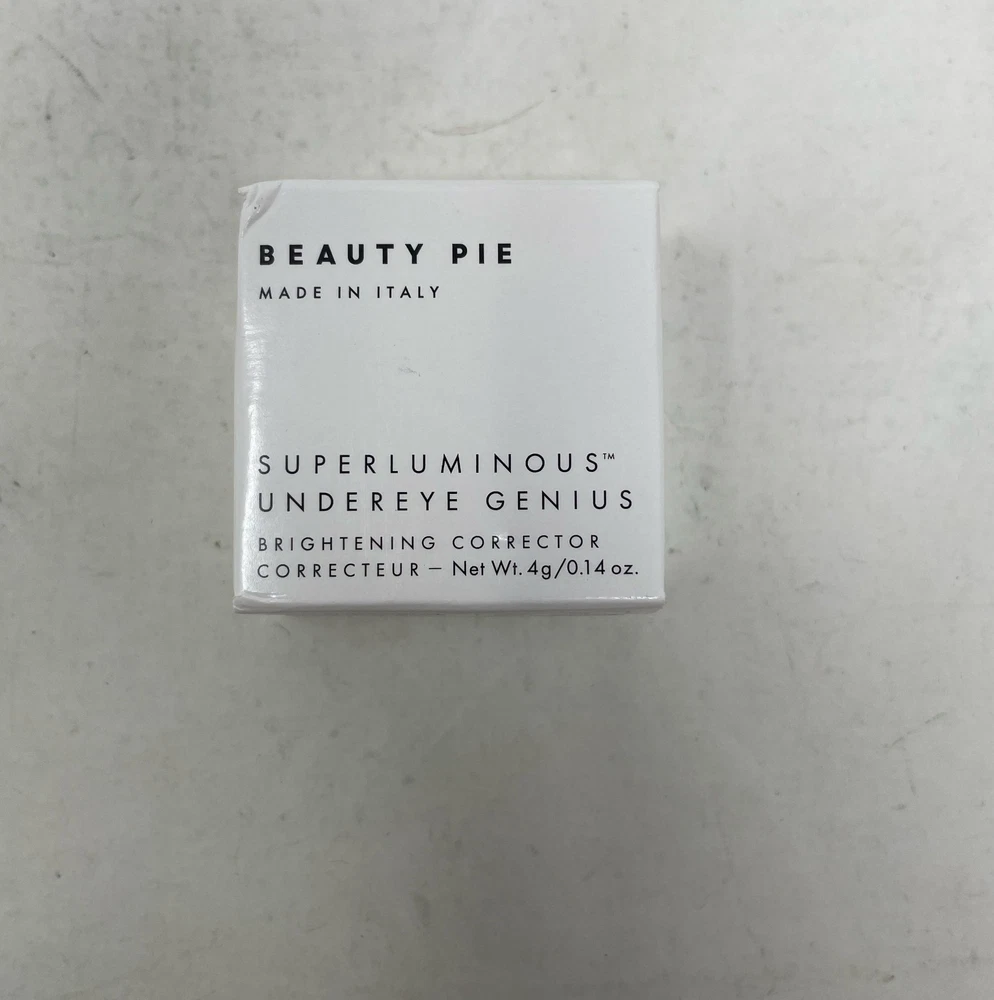 BEAUTY PIE
MADE IN ITALY
SUPERLUMINOUS™
UNDEREYE GENIUS
BRIGHTENING CORRECTOR
CORRECTEUR – Net Wt. 4g/0.14 oz.